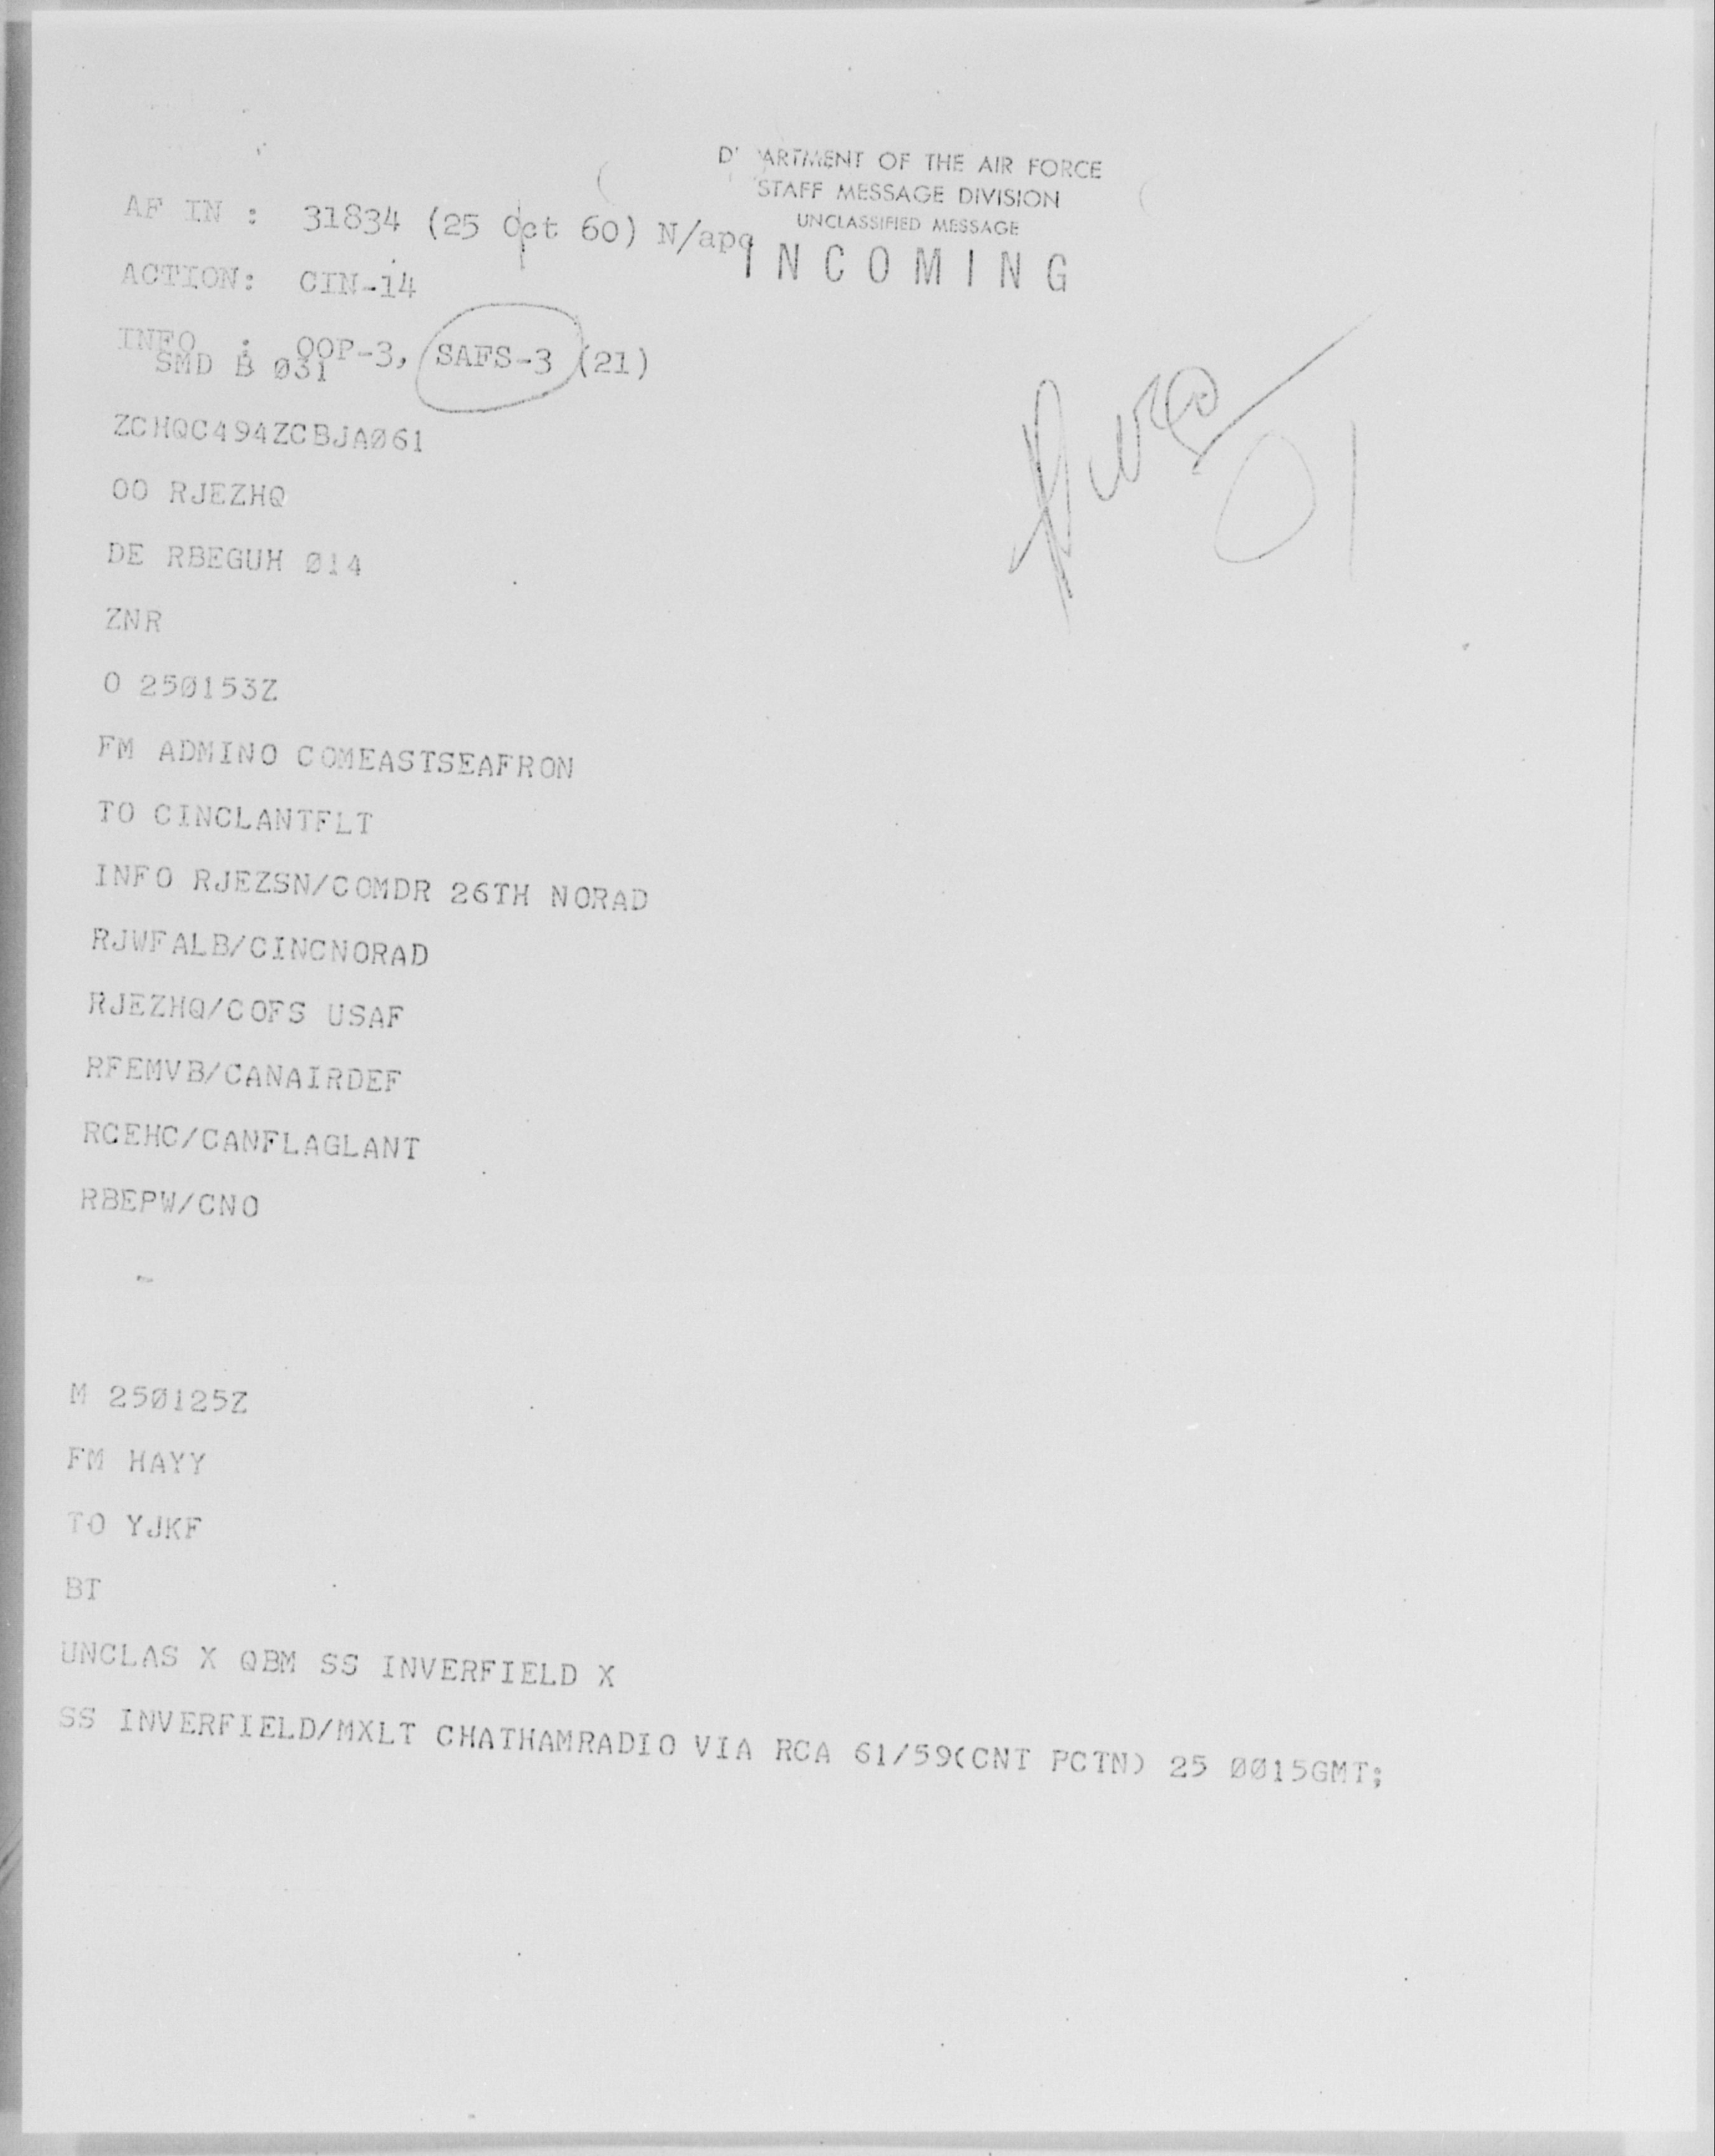 D ARTMENT OF THE AIR FORCE
STAFF MESSAGE DIVISION
UNCLASSIFIED MESSAGE
INCOMING
AF IN : 31834 (25 Oct 60) N/apq
ACTION: CIN-14
INFO : OOP-3, SAFS-3 (21)
SMD B Ø31
ZCHQC494ZCBJAØ61
OO RJEZHQ
DE RBEGUH Ø14
ZNR
O 25Ø153Z
FM ADMINO COMEASTSEAFRON
TO CINCLANTFLT
INFO RJEZSN/COMDR 26TH NORAD
RJWFALB/CINCNORAD
RJEZHQ/COFS USAF
RFEMVB/CANAIRDEF
RCEHC/CANFLAGLANT
RBEPW/CNO
M 25Ø125Z
FM HAYY
TO YJKF
BT
UNCLAS X QBM SS INVERFIELD X
SS INVERFIELD/MXLT CHATHAMRADIO VIA RCA 61/59(CNT PCTN) 25 ØØ15GMT;